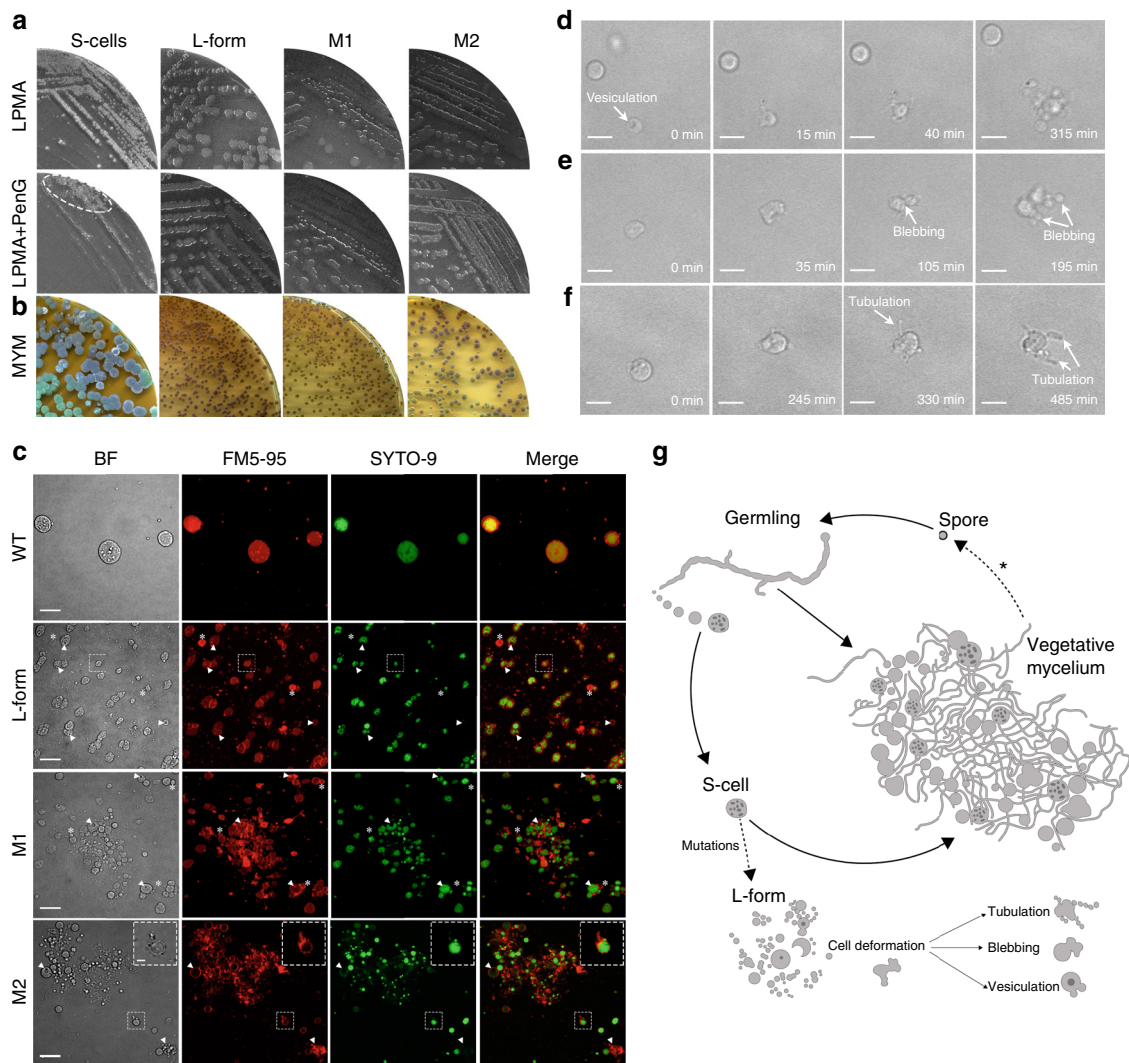 a
S-cells L-form M1 M2
LPMA
LPMA+PenG
b
MYM
c
BF FM5-95 SYTO-9 Merge
WT
*
*
*
*
*
*
L-form
*
*
*
*
*
*
*
*
M1
M2
d
Vesiculation
0 min 15 min 40 min 315 min
e
Blebbing
Blebbing
0 min 35 min 105 min 195 min
f
Tubulation
Tubulation
0 min 245 min 330 min 485 min
g
Germling
Spore
*
Vegetative
mycelium
S-cell
Mutations
L-form
Cell deformation
Tubulation
Blebbing
Vesiculation